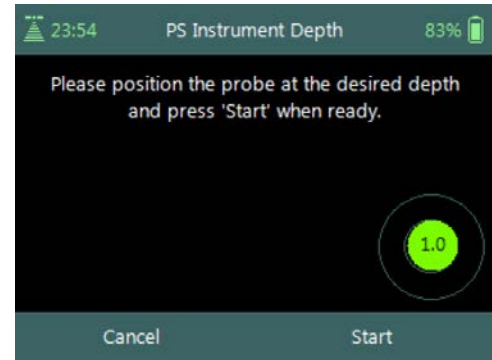 23:54 PS Instrument Depth 83%
Please position the probe at the desired depth
and press 'Start' when ready.
1.0
Cancel Start